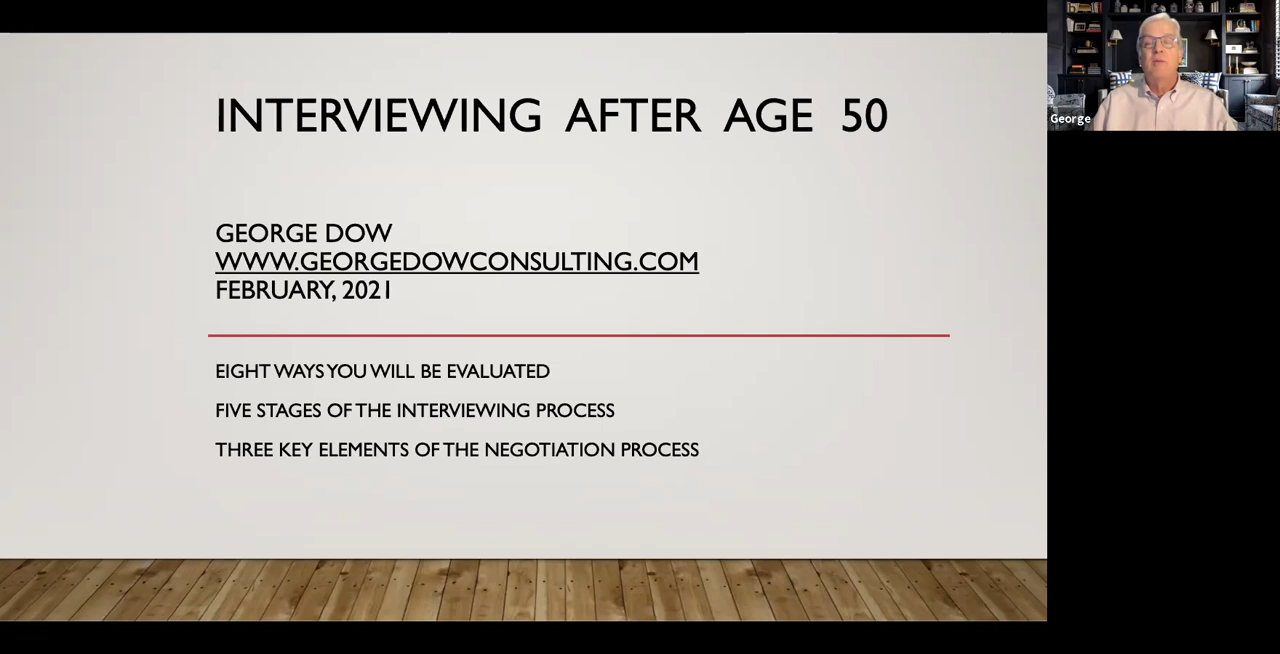 INTERVIEWING AFTER AGE 50
GEORGE DOW
WWW.GEORGEDOWCONSULTING.COM
FEBRUARY, 2021
EIGHT WAYS YOU WILL BE EVALUATED
FIVE STAGES OF THE INTERVIEWING PROCESS
THREE KEY ELEMENTS OF THE NEGOTIATION PROCESS
George